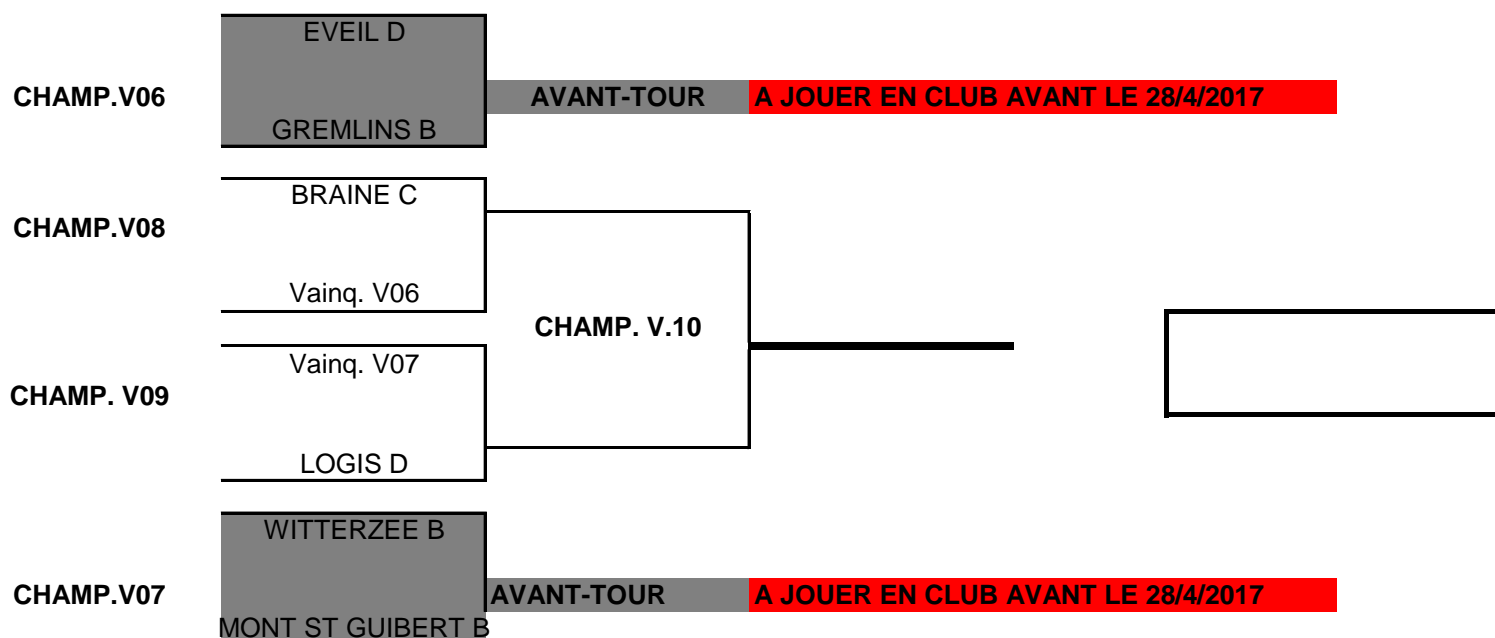 EVEIL D
CHAMP.V06 AVANT-TOUR A JOUER EN CLUB AVANT LE 28/4/2017
GREMLINS B
BRAINE C
CHAMP.V08
Vainq. V06
CHAMP. V.10
Vainq. V07
CHAMP. V09
LOGIS D
WITTERZEE B
CHAMP.V07 AVANT-TOUR A JOUER EN CLUB AVANT LE 28/4/2017
MONT ST GUIBERT B